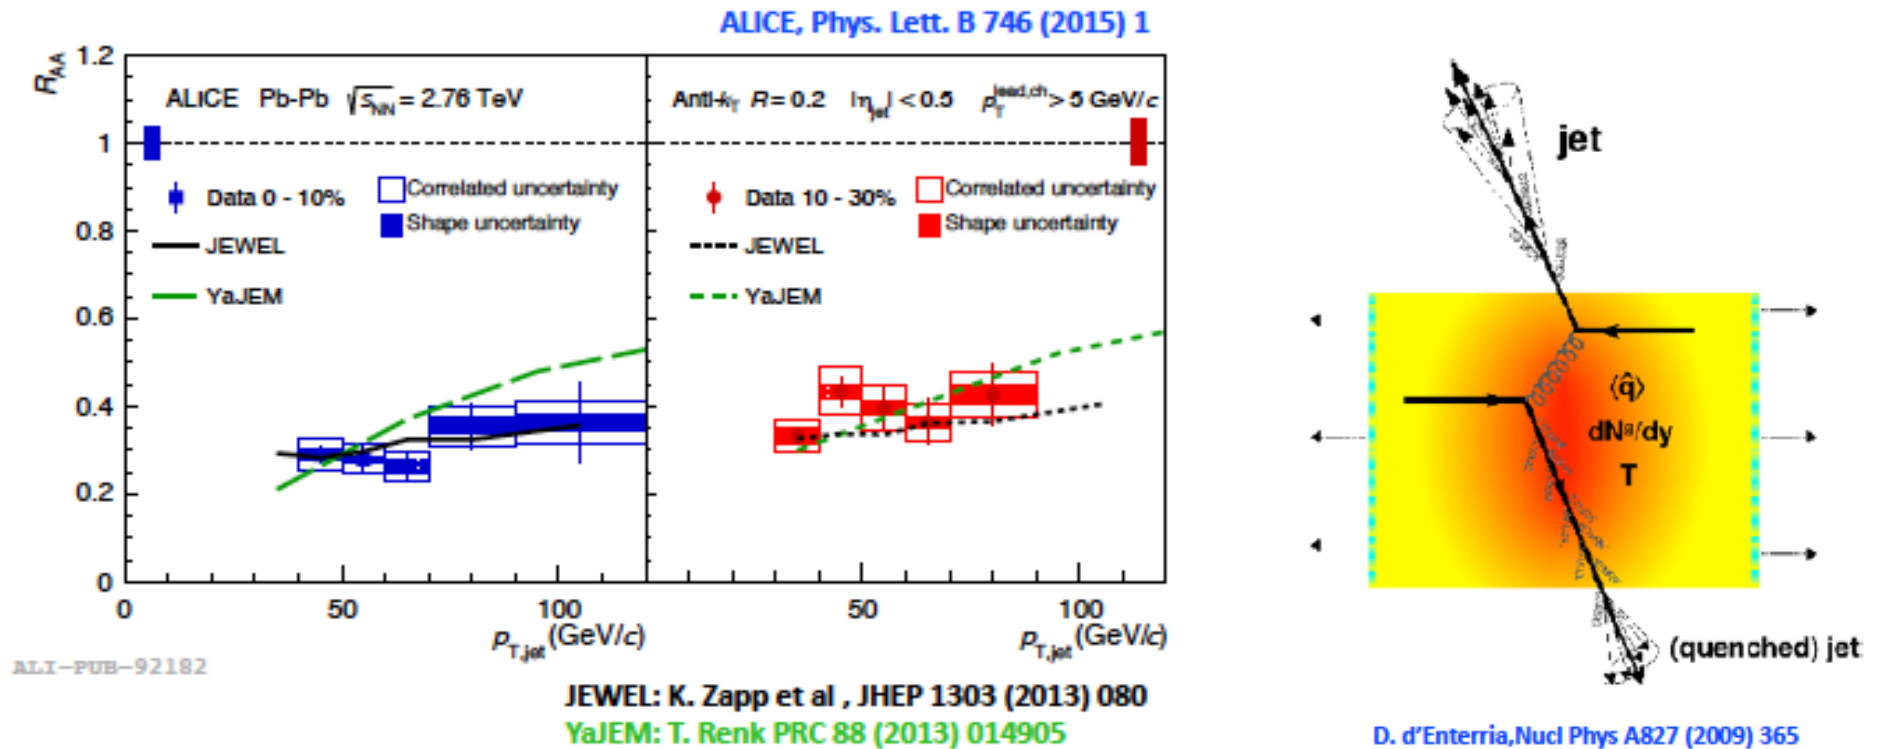 ALICE, Phys. Lett. B 746 (2015) 1
R_AA
1.2
1
0.8
0.6
0.4
0.2
0
ALICE Pb-Pb √s_NN = 2.76 TeV
Data 0 - 10%
Correlated uncertainty
Shape uncertainty
JEWEL
YaJEM
0 50 100
p_T,jet (GeV/c)
Anti-k_T R = 0.2 |η_jet| < 0.5 p_T^lead,ch > 5 GeV/c
Data 10 - 30%
Correlated uncertainty
Shape uncertainty
JEWEL
YaJEM
50 100
p_T,jet (GeV/c)
ALI-PUB-92182
JEWEL: K. Zapp et al , JHEP 1303 (2013) 080
YaJEM: T. Renk PRC 88 (2013) 014905
jet
⟨q̂⟩
dN^g/dy
T
(quenched) jet
D. d'Enterria,Nucl Phys A827 (2009) 365